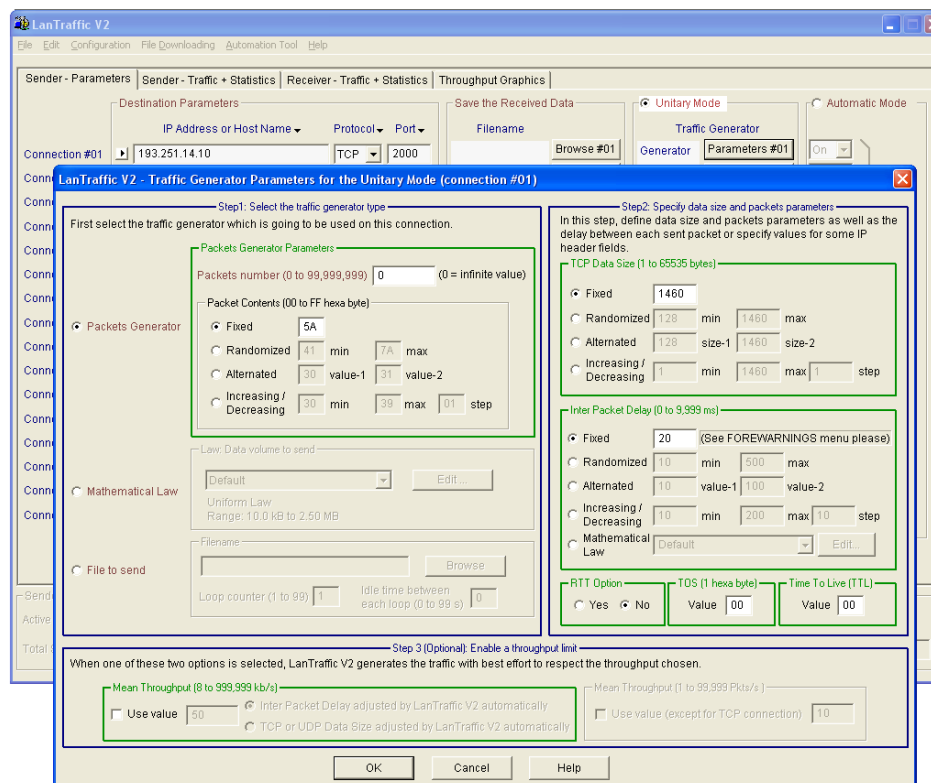 LanTraffic V2
File Edit Configuration File Downloading Automation Tool Help
Sender - Parameters Sender - Traffic + Statistics Receiver - Traffic + Statistics Throughput Graphics
Destination Parameters Save the Received Data Unitary Mode Automatic Mode
IP Address or Host Name Protocol Port Filename Traffic Generator
Connection #01 193.251.14.10 TCP 2000 Browse #01 Generator Parameters #01 On
LanTraffic V2 - Traffic Generator Parameters for the Unitary Mode (connection #01)
Step1: Select the traffic generator type
First select the traffic generator which is going to be used on this connection.
Packets Generator Parameters
Packets number (0 to 99,999,999) 0 (0 = infinite value)
Packet Contents (00 to FF hexa byte)
Packets Generator
Fixed 5A
Randomized 41 min 7A max
Alternated 30 value-1 31 value-2
Increasing /
Decreasing 30 min 39 max 01 step
Law: Data volume to send
Mathematical Law
Default Edit ...
Uniform Law
Range: 10.0 kB to 2.50 MB
Filename
File to send
Browse
Loop counter (1 to 99) 1 Idle time between
each loop (0 to 99 s) 0
Step2: Specify data size and packets parameters
In this step, define data size and packets parameters as well as the
delay between each sent packet or specify values for some IP
header fields.
TCP Data Size (1 to 65535 bytes)
Fixed 1460
Randomized 128 min 1460 max
Alternated 128 size-1 1460 size-2
Increasing /
Decreasing 1 min 1460 max 1 step
Inter Packet Delay (0 to 9,999 ms)
Fixed 20 (See FOREWARNINGS menu please)
Randomized 10 min 500 max
Alternated 10 value-1 100 value-2
Increasing /
Decreasing 10 min 200 max 10 step
Mathematical
Law Default Edit...
RTT Option TOS (1 hexa byte) Time To Live (TTL)
Yes No Value 00 Value 00
Step 3 (Optional): Enable a throughput limit
When one of these two options is selected, LanTraffic V2 generates the traffic with best effort to respect the throughput chosen.
Mean Throughput (8 to 999,999 kb/s)
Use value 50 Inter Packet Delay adjusted by LanTraffic V2 automatically
TCP or UDP Data Size adjusted by LanTraffic V2 automatically
Mean Throughput (1 to 99,999 Pkts/s )
Use value (except for TCP connection) 10
OK Cancel Help